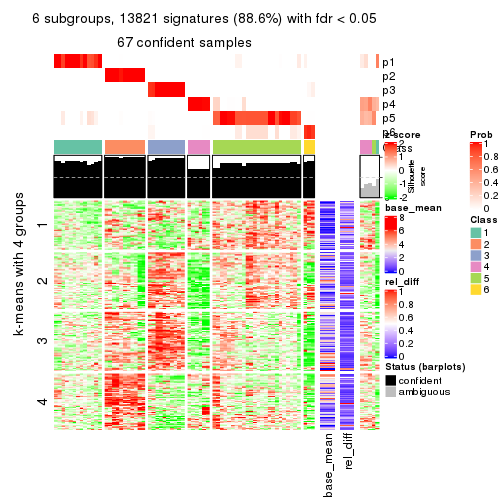 6 subgroups, 13821 signatures (88.6%) with fdr < 0.05
67 confident samples
p1
p2
p3
p4
p5
p6
Class
z-score
2
1
0
-1
-2
Silhouette score
1
2
3
4
k-means with 4 groups
base_mean
rel_diff
base_mean
8
6
4
2
0
rel_diff
1
0.8
0.6
0.4
0.2
0
Status (barplots)
confident
ambiguous
Prob
1
0.8
0.6
0.4
0.2
0
Class
1
2
3
4
5
6